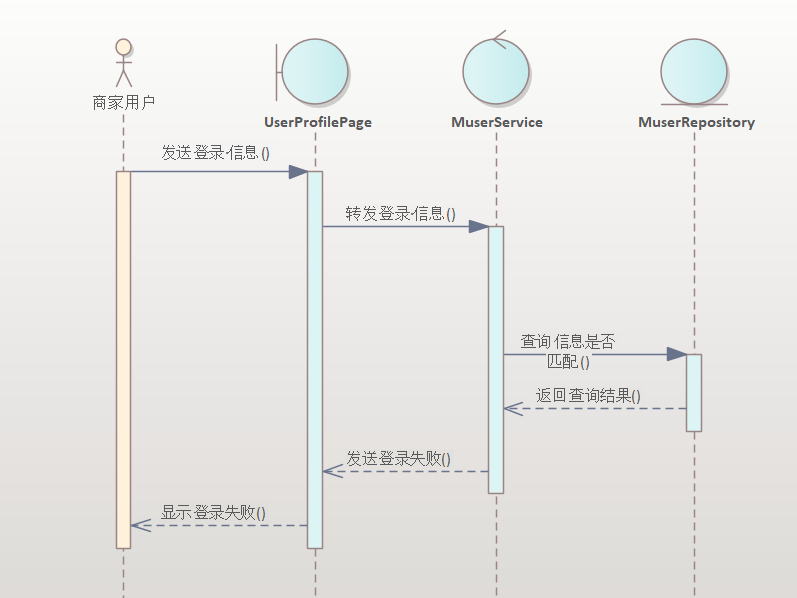 商家用户
UserProfilePage
MuserService
MuserRepository
发送登录信息()
转发登录信息()
查询信息是否
匹配()
返回查询结果()
发送登录失败()
显示登录失败()